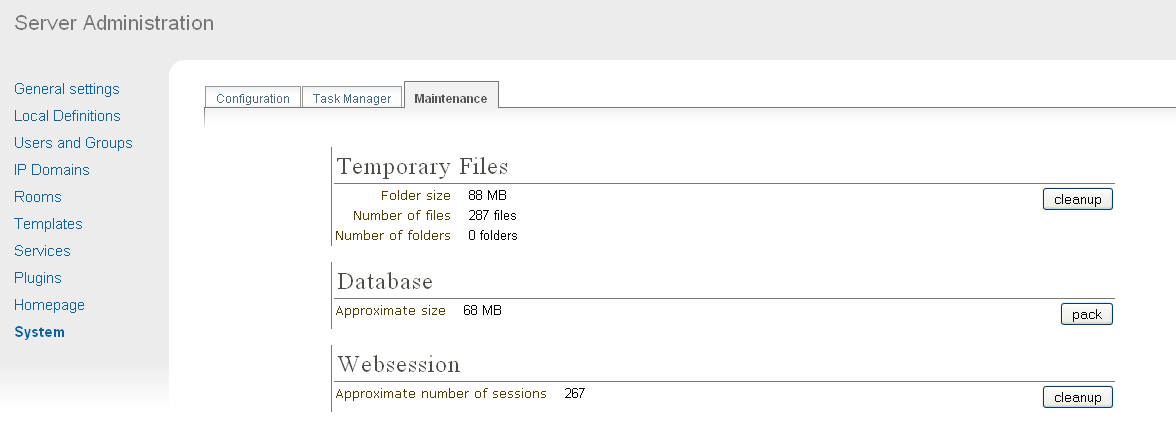 Server Administration
General settings
Local Definitions
Users and Groups
IP Domains
Rooms
Templates
Services
Plugins
Homepage
System
Configuration Task Manager Maintenance
Temporary Files
Folder size 88 MB cleanup
Number of files 287 files
Number of folders 0 folders
Database
Approximate size 68 MB pack
Websession
Approximate number of sessions 267 cleanup